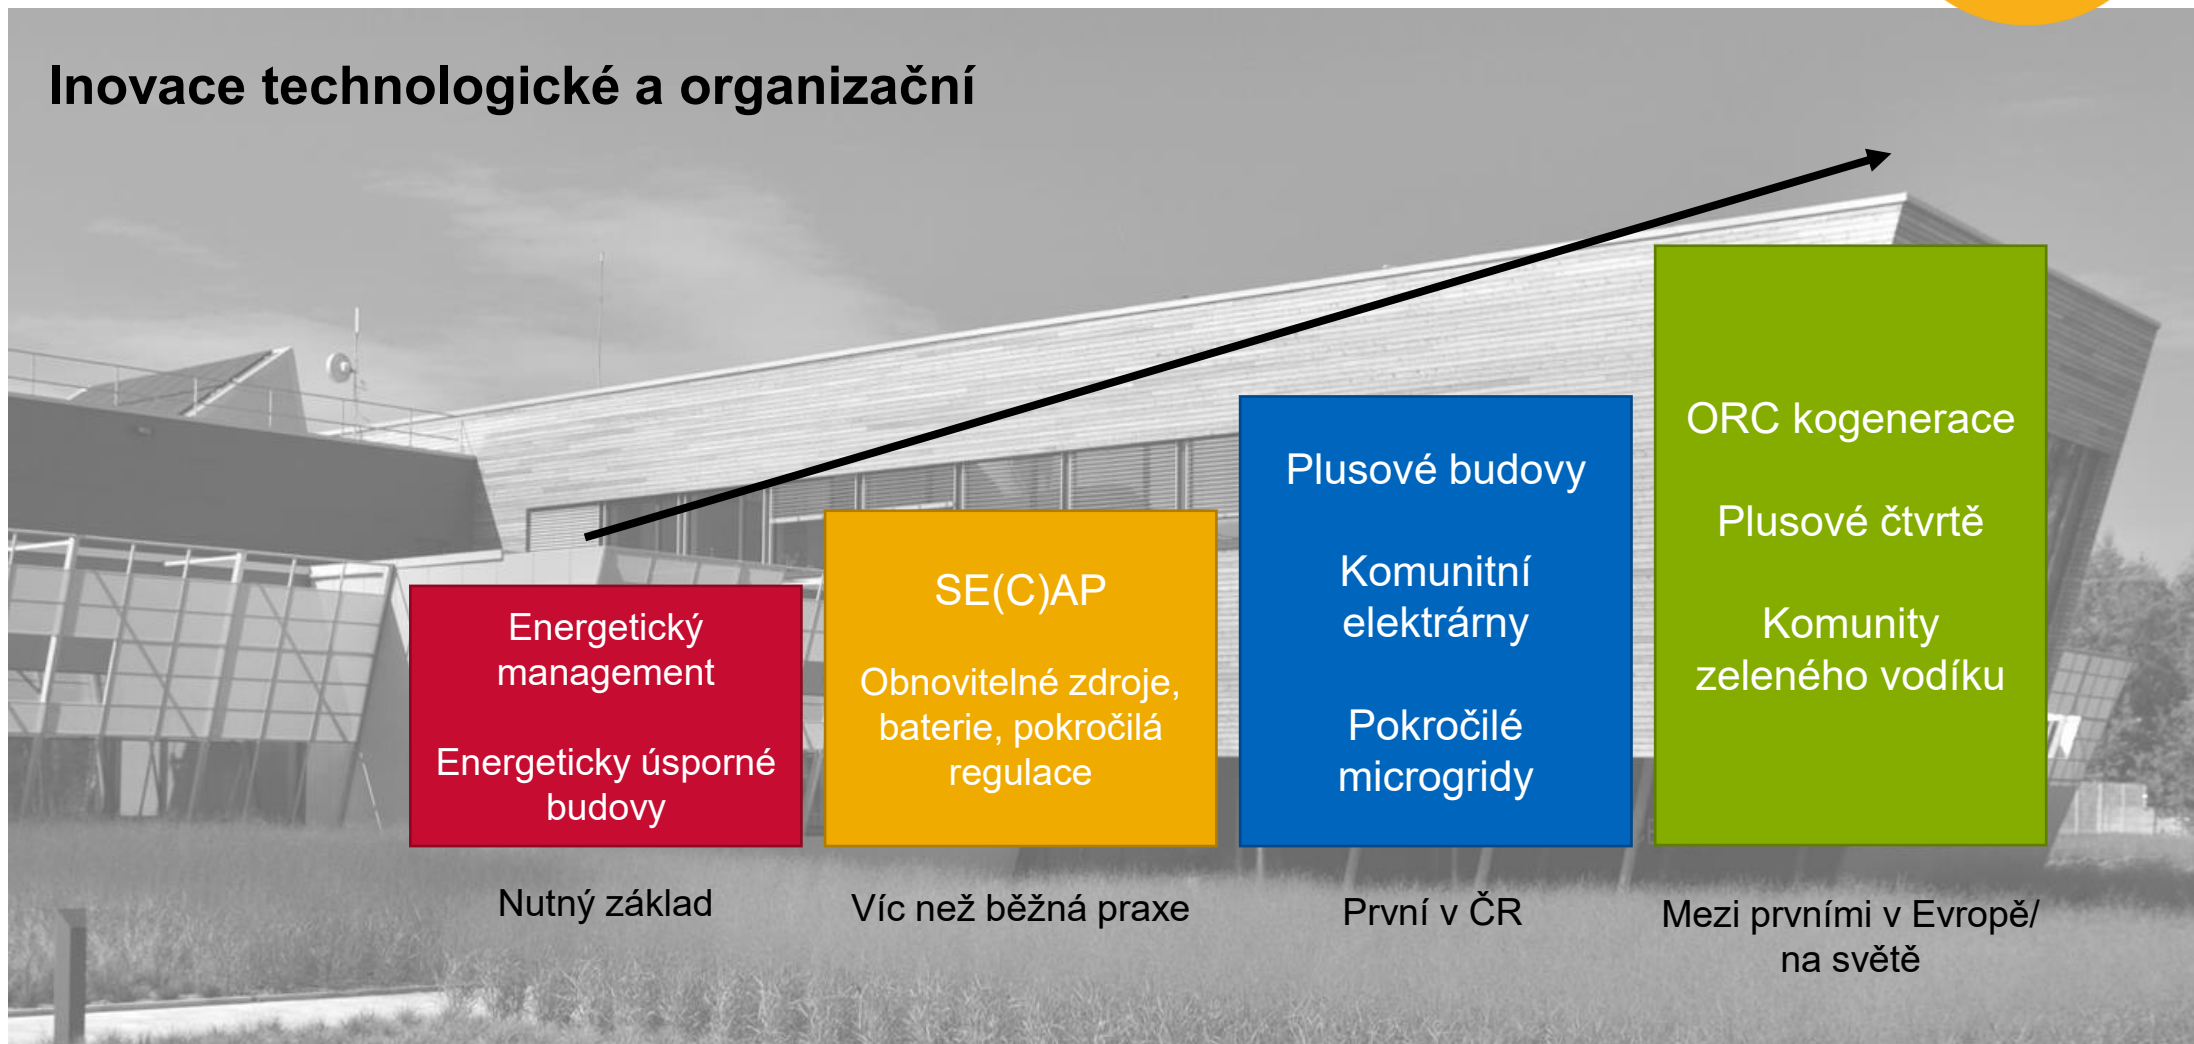 Inovace technologické a organizační
Energetický
management
Energeticky úsporné
budovy
Nutný základ
SE(C)AP
Obnovitelné zdroje,
baterie, pokročilá
regulace
Víc než běžná praxe
Plusové budovy
Komunitní
elektrárny
Pokročilé
microgridy
První v ČR
ORC kogenerace
Plusové čtvrtě
Komunity
zeleného vodíku
Mezi prvními v Evropě/
na světě